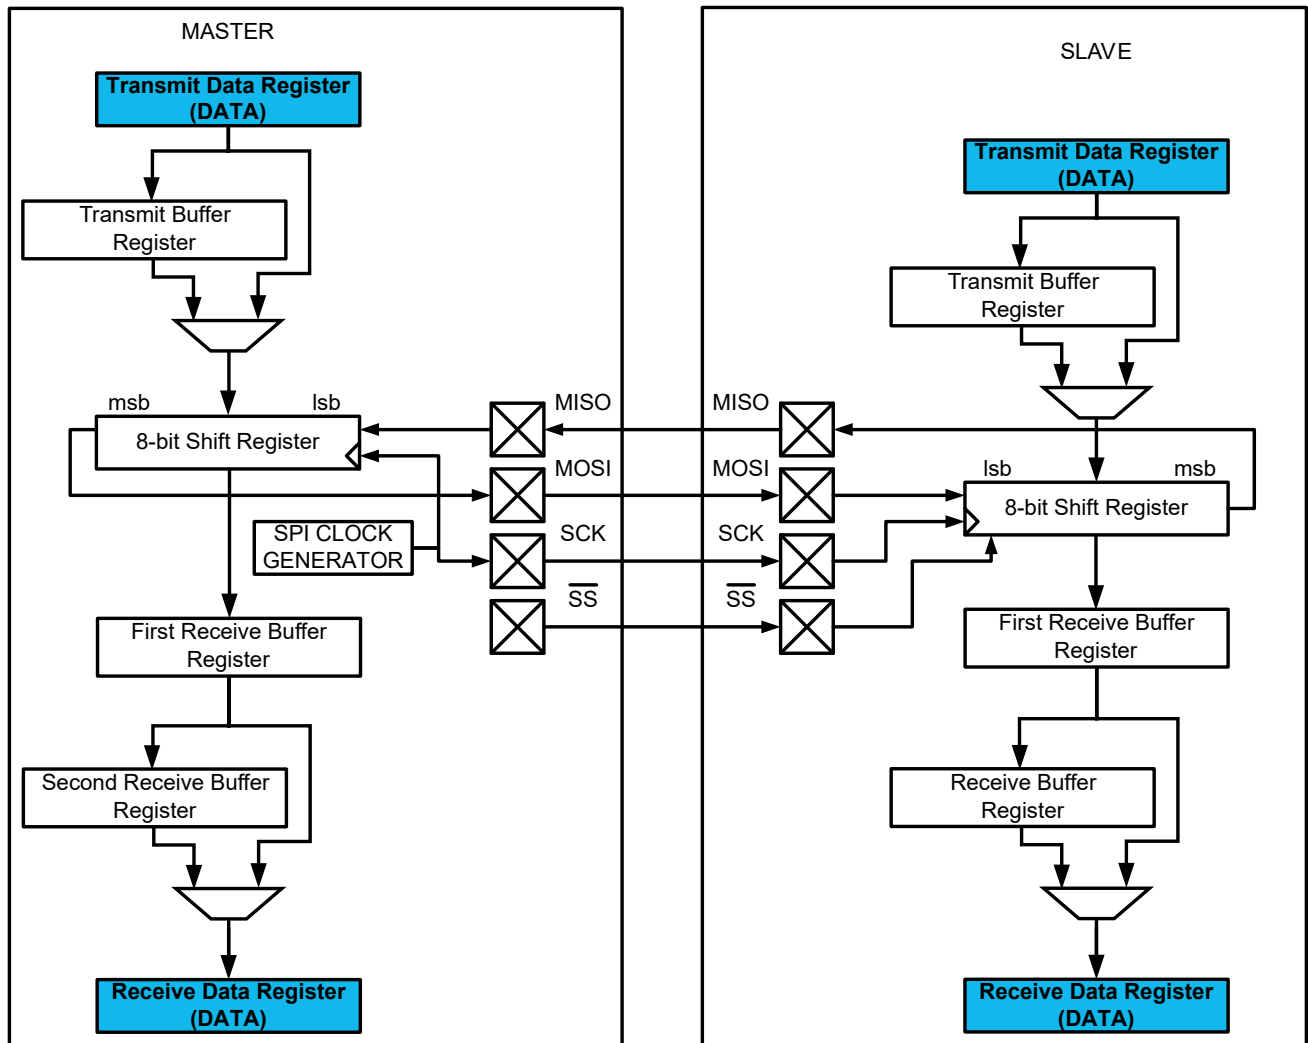 MASTER
Transmit Data Register
(DATA)
Transmit Buffer
Register
msb
lsb
8-bit Shift Register
SPI CLOCK
GENERATOR
First Receive Buffer
Register
Second Receive Buffer
Register
Receive Data Register
(DATA)
MISO
MOSI
SCK
SS
SLAVE
Transmit Data Register
(DATA)
Transmit Buffer
Register
MISO
MOSI
SCK
SS
lsb
msb
8-bit Shift Register
First Receive Buffer
Register
Receive Buffer
Register
Receive Data Register
(DATA)